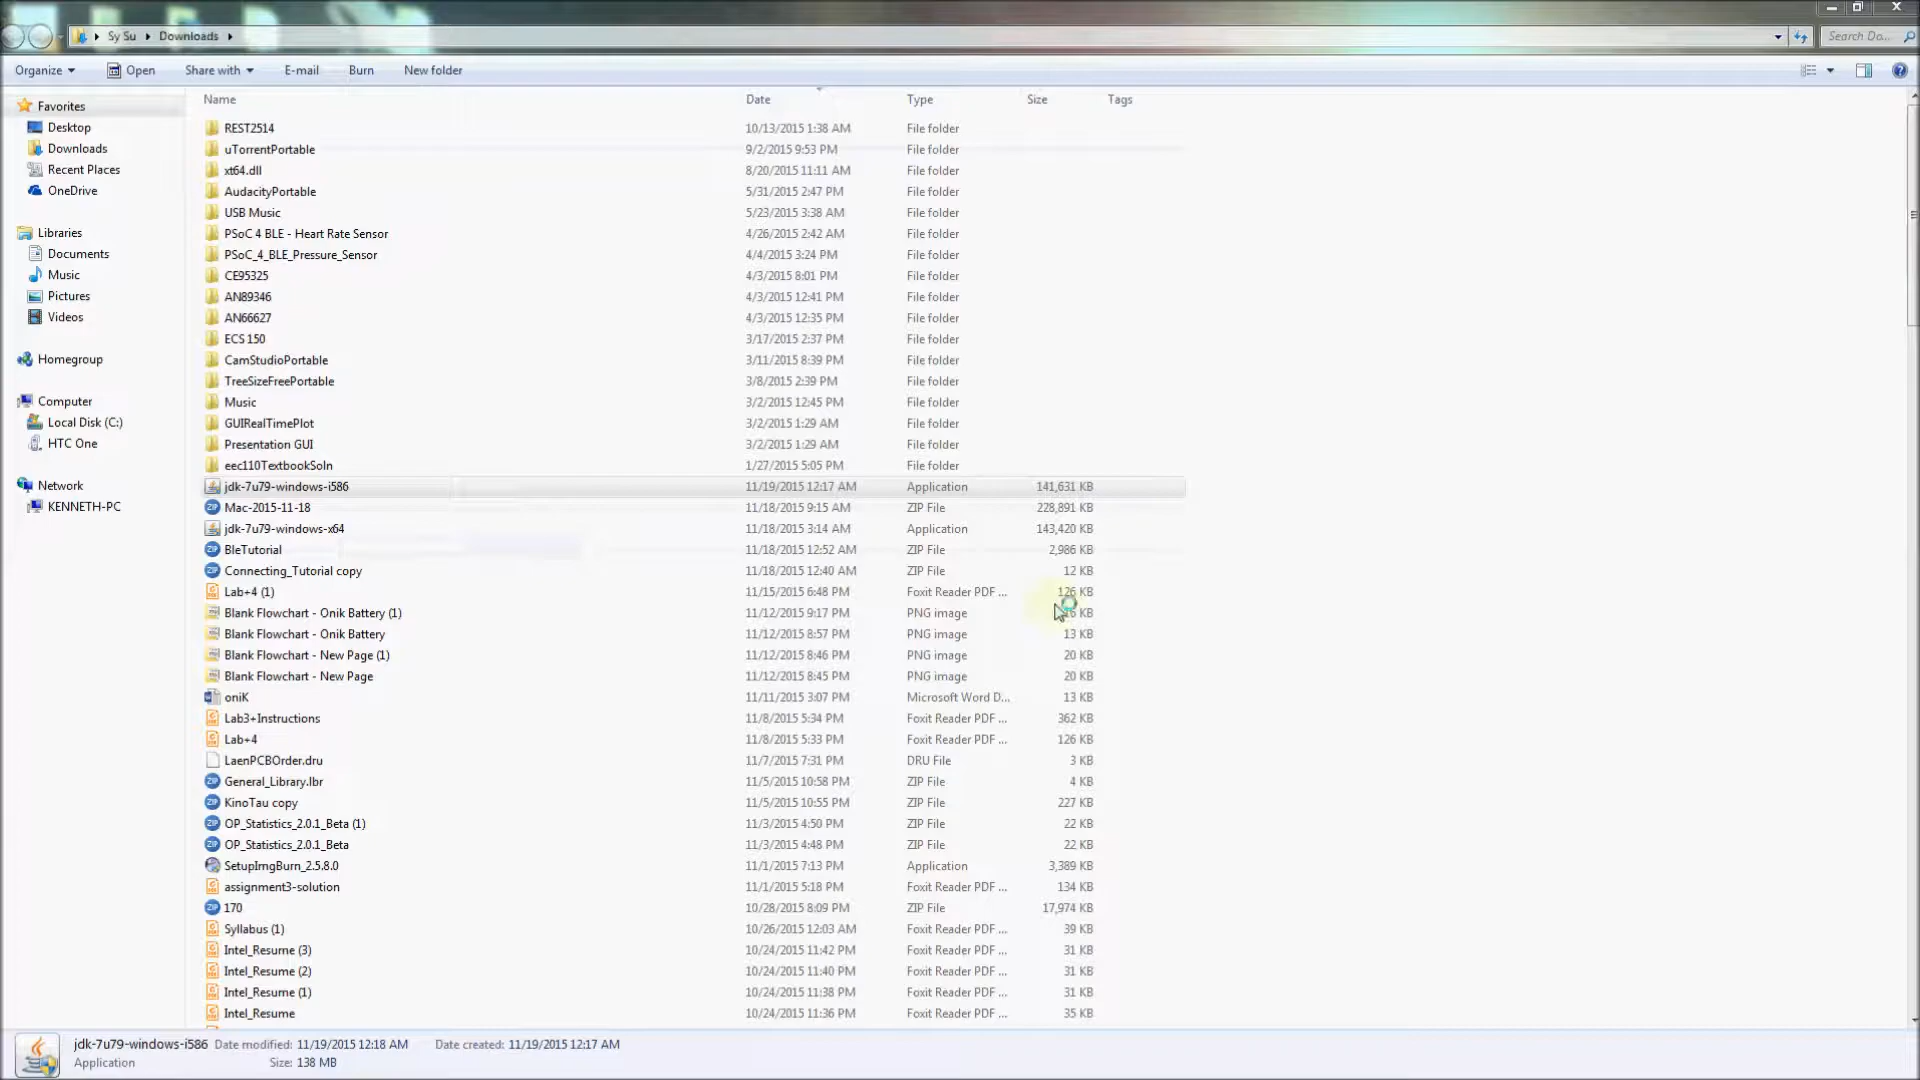 Sy Su Downloads Search Do...
Organize Open Share with E-mail Burn New folder
Name Date Type Size Tags
Favorites
Desktop
Downloads
Recent Places
OneDrive
Libraries
Documents
Music
Pictures
Videos
Homegroup
Computer
Local Disk (C:)
HTC One
Network
KENNETH-PC
REST2514 10/13/2015 1:38 AM File folder
uTorrentPortable 9/2/2015 9:53 PM File folder
xt64.dll 8/20/2015 11:11 AM File folder
AudacityPortable 5/31/2015 2:47 PM File folder
USB Music 5/23/2015 3:38 AM File folder
PSoC 4 BLE - Heart Rate Sensor 4/26/2015 2:42 AM File folder
PSoC_4_BLE_Pressure_Sensor 4/4/2015 3:24 PM File folder
CE95325 4/3/2015 8:01 PM File folder
AN89346 4/3/2015 12:41 PM File folder
AN66627 4/3/2015 12:35 PM File folder
ECS 150 3/17/2015 2:37 PM File folder
CamStudioPortable 3/11/2015 8:39 PM File folder
TreeSizeFreePortable 3/8/2015 2:39 PM File folder
Music 3/2/2015 12:45 PM File folder
GUIRealTimePlot 3/2/2015 1:29 AM File folder
Presentation GUI 3/2/2015 1:29 AM File folder
eec110TextbookSoln 1/27/2015 5:05 PM File folder
jdk-7u79-windows-i586 11/19/2015 12:17 AM Application 141,631 KB
Mac-2015-11-18 11/18/2015 9:15 AM ZIP File 228,891 KB
jdk-7u79-windows-x64 11/18/2015 3:14 AM Application 143,420 KB
BleTutorial 11/18/2015 12:52 AM ZIP File 2,986 KB
Connecting_Tutorial copy 11/18/2015 12:40 AM ZIP File 12 KB
Lab+4 (1) 11/15/2015 6:48 PM Foxit Reader PDF ... 126 KB
Blank Flowchart - Onik Battery (1) 11/12/2015 9:17 PM PNG image KB
Blank Flowchart - Onik Battery 11/12/2015 8:57 PM PNG image 13 KB
Blank Flowchart - New Page (1) 11/12/2015 8:46 PM PNG image 20 KB
Blank Flowchart - New Page 11/12/2015 8:45 PM PNG image 20 KB
oniK 11/11/2015 3:07 PM Microsoft Word D... 13 KB
Lab3+Instructions 11/8/2015 5:34 PM Foxit Reader PDF ... 362 KB
Lab+4 11/8/2015 5:33 PM Foxit Reader PDF ... 126 KB
LaenPCBOrder.dru 11/7/2015 7:31 PM DRU File 3 KB
General_Library.lbr 11/5/2015 10:58 PM ZIP File 4 KB
KinoTau copy 11/5/2015 10:55 PM ZIP File 227 KB
OP_Statistics_2.0.1_Beta (1) 11/3/2015 4:50 PM ZIP File 22 KB
OP_Statistics_2.0.1_Beta 11/3/2015 4:48 PM ZIP File 22 KB
SetupImgBurn_2.5.8.0 11/1/2015 7:13 PM Application 3,389 KB
assignment3-solution 11/1/2015 5:18 PM Foxit Reader PDF ... 134 KB
170 10/28/2015 8:09 PM ZIP File 17,974 KB
Syllabus (1) 10/26/2015 12:03 AM Foxit Reader PDF ... 39 KB
Intel_Resume (3) 10/24/2015 11:42 PM Foxit Reader PDF ... 31 KB
Intel_Resume (2) 10/24/2015 11:40 PM Foxit Reader PDF ... 31 KB
Intel_Resume (1) 10/24/2015 11:38 PM Foxit Reader PDF ... 31 KB
Intel_Resume 10/24/2015 11:36 PM Foxit Reader PDF ... 35 KB
jdk-7u79-windows-i586 Date modified: 11/19/2015 12:18 AM Date created: 11/19/2015 12:17 AM
Application Size: 138 MB